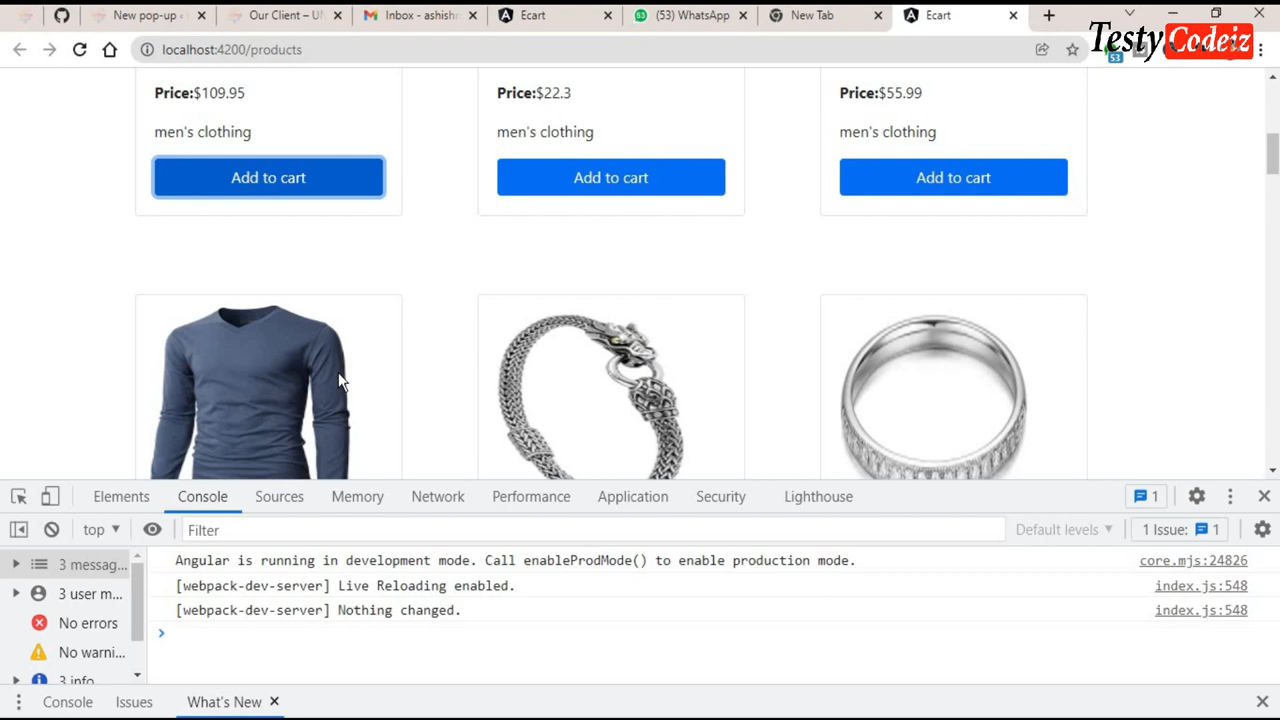 New pop-up ‹
Our Client – U
Inbox - ashishr
Ecart
(53) WhatsApp
New Tab
Ecart
Testy Codeiz
localhost:4200/products
53
Price:$109.95
Price:$22.3
Price:$55.99
men's clothing
men's clothing
men's clothing
Add to cart
Add to cart
Add to cart
Elements
Console
Sources
Memory
Network
Performance
Application
Security
Lighthouse
1
top
Filter
Default levels
1 Issue: 1
3 messag...
Angular is running in development mode. Call enableProdMode() to enable production mode.
core.mjs:24826
[webpack-dev-server] Live Reloading enabled.
index.js:548
3 user m...
[webpack-dev-server] Nothing changed.
index.js:548
No errors
No warni...
3 info
Console
Issues
What's New